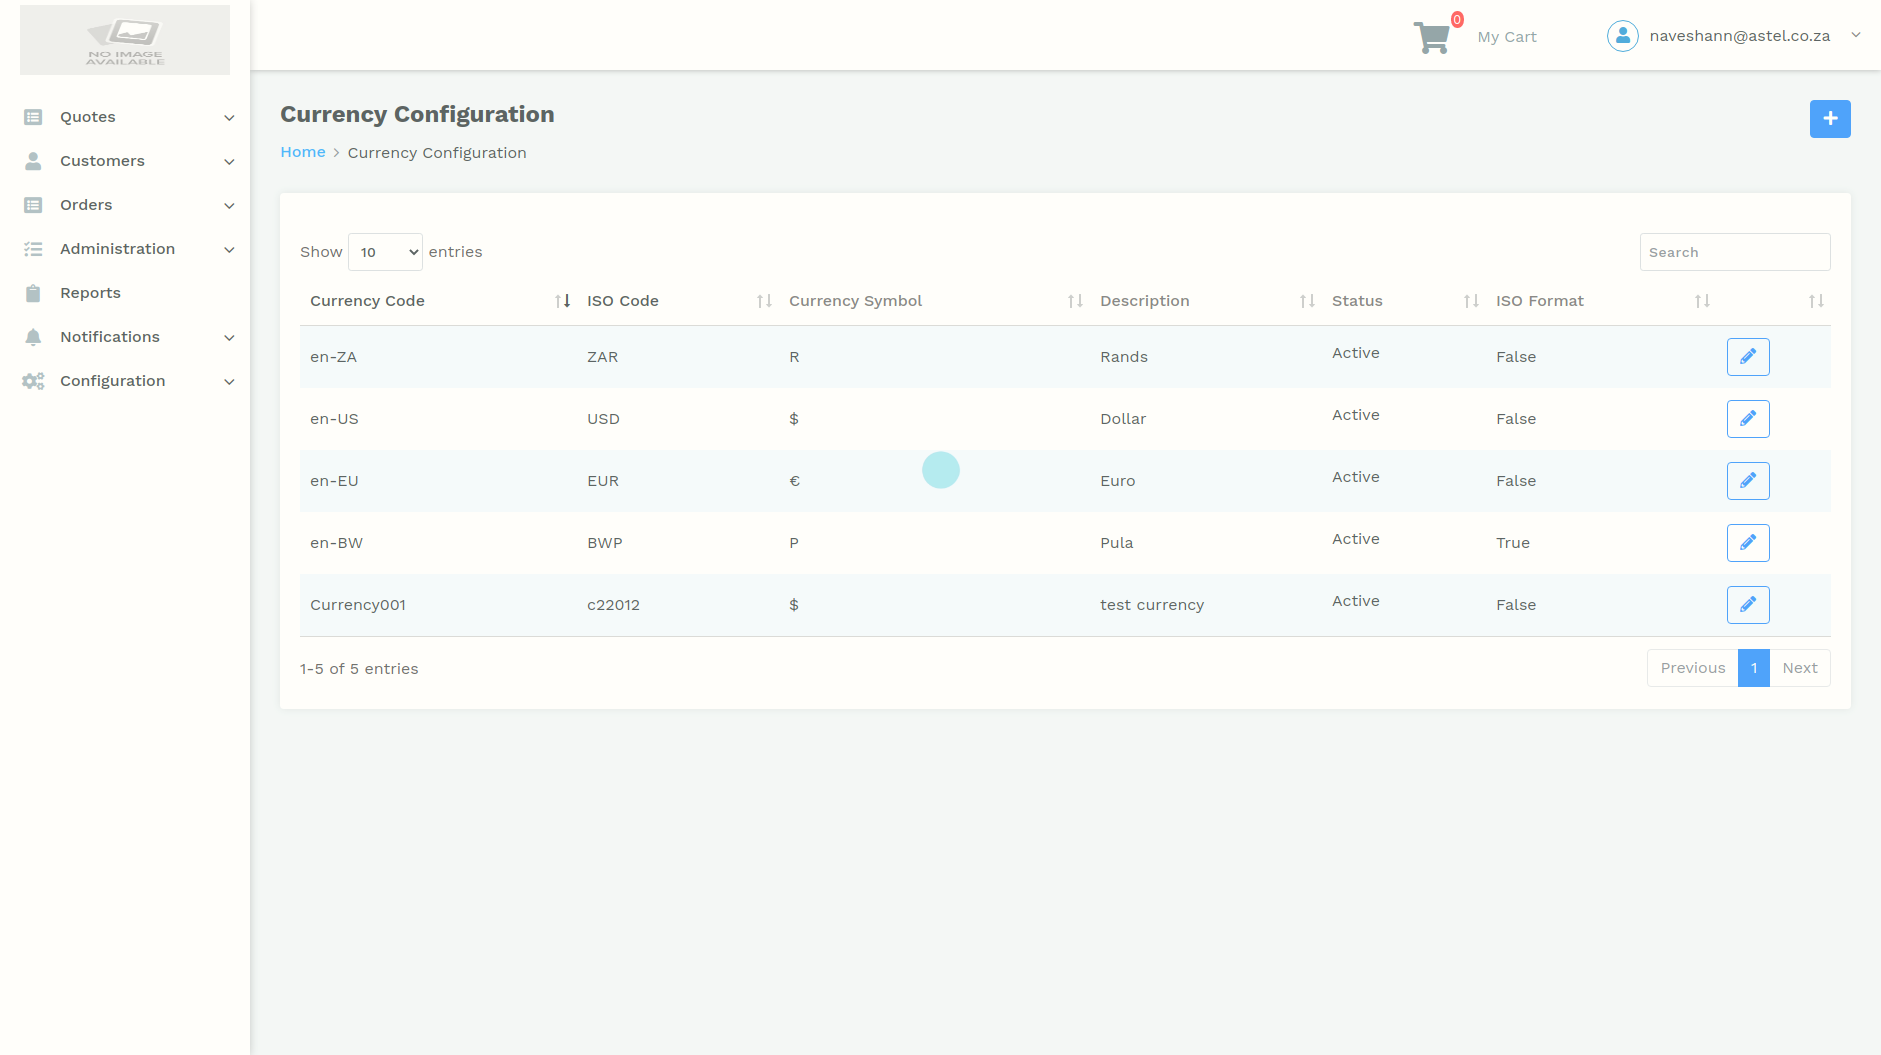 NO IMAGE
AVAILABLE
0
My Cart
naveshann@astel.co.za
Quotes
Customers
Orders
Administration
Reports
Notifications
Configuration
Currency Configuration
Home > Currency Configuration
Show 10 entries
Search
Currency Code ISO Code Currency Symbol Description Status ISO Format
en-ZA ZAR R Rands Active False
en-US USD $ Dollar Active False
en-EU EUR € Euro Active False
en-BW BWP P Pula Active True
Currency001 c22012 $ test currency Active False
1-5 of 5 entries
Previous 1 Next